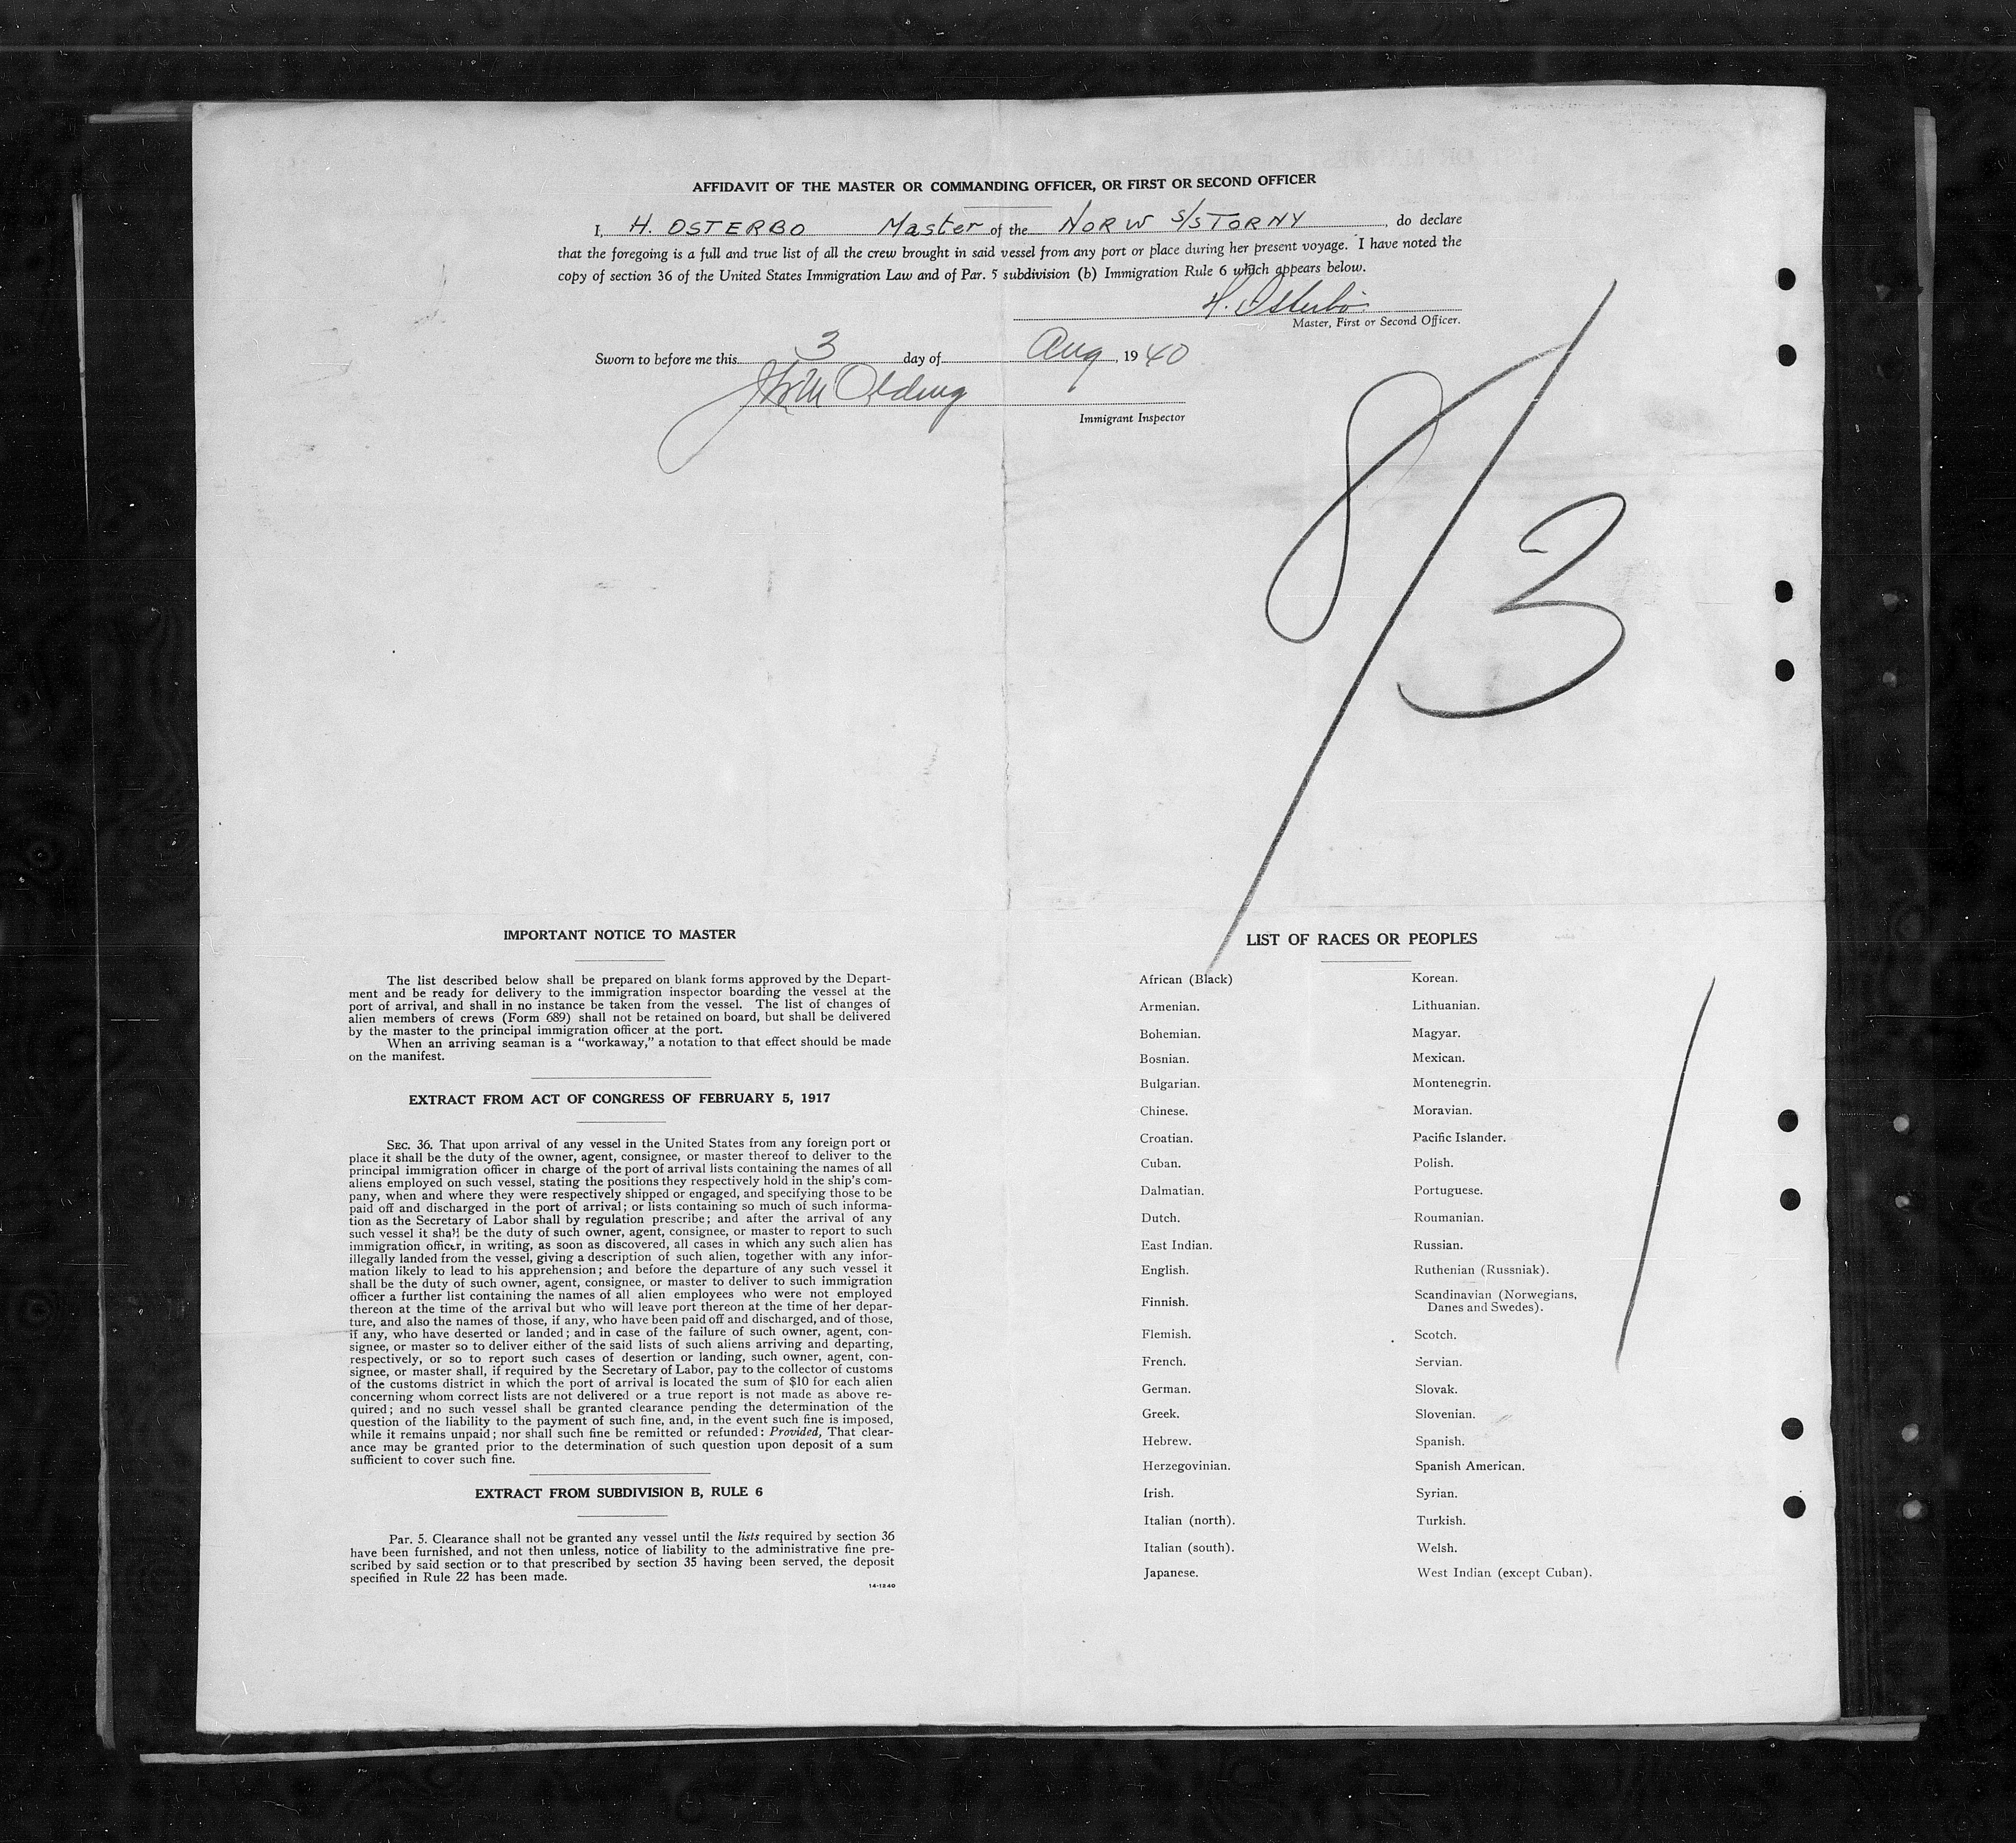 AFFIDAVIT OF THE MASTER OR COMMANDING OFFICER, OR FIRST OR SECOND OFFICER
I, H. OSTERBO Master of the NORW S/S TORNY, do declare
that the foregoing is a full and true list of all the crew brought in said vessel from any port or place during her present voyage. I have noted the
copy of section 36 of the United States Immigration Law and of Par. 5 subdivision (b) Immigration Rule 6 which appears below.
H. Osterbo
Master, First or Second Officer.
Sworn to before me this 3 day of Aug, 1940
Olding
Immigrant Inspector
8/3
IMPORTANT NOTICE TO MASTER
The list described below shall be prepared on blank forms approved by the Depart-
ment and be ready for delivery to the immigration inspector boarding the vessel at the
port of arrival, and shall in no instance be taken from the vessel. The list of changes of
alien members of crews (Form 689) shall not be retained on board, but shall be delivered
by the master to the principal immigration officer at the port.
When an arriving seaman is a "workaway," a notation to that effect should be made
on the manifest.
EXTRACT FROM ACT OF CONGRESS OF FEBRUARY 5, 1917
SEC. 36. That upon arrival of any vessel in the United States from any foreign port or
place it shall be the duty of the owner, agent, consignee, or master thereof to deliver to the
principal immigration officer in charge of the port of arrival lists containing the names of all
aliens employed on such vessel, stating the positions they respectively hold in the ship's com-
pany, when and where they were respectively shipped or engaged, and specifying those to be
paid off and discharged in the port of arrival; or lists containing so much of such informa-
tion as the Secretary of Labor shall by regulation prescribe; and after the arrival of any
such vessel it shall be the duty of such owner, agent, consignee, or master to report to such
immigration officer, in writing, as soon as discovered, all cases in which any such alien has
illegally landed from the vessel, giving a description of such alien, together with any infor-
mation likely to lead to his apprehension; and before the departure of any such vessel it
shall be the duty of such owner, agent, consignee, or master to deliver to such immigration
officer a further list containing the names of all alien employees who were not employed
thereon at the time of the arrival but who will leave port thereon at the time of her depar-
ture, and also the names of those, if any, who have been paid off and discharged, and of those,
if any, who have deserted or landed; and in case of the failure of such owner, agent, con-
signee, or master so to deliver either of the said lists of such aliens arriving and departing,
respectively, or so to report such cases of desertion or landing, such owner, agent, con-
signee, or master shall, if required by the Secretary of Labor, pay to the collector of customs
of the customs district in which the port of arrival is located the sum of $10 for each alien
concerning whom correct lists are not delivered or a true report is not made as above re-
quired; and no such vessel shall be granted clearance pending the determination of the
question of the liability to the payment of such fine, and, in the event such fine is imposed,
while it remains unpaid; nor shall such fine be remitted or refunded: Provided, That clear-
ance may be granted prior to the determination of such question upon deposit of a sum
sufficient to cover such fine.
EXTRACT FROM SUBDIVISION B, RULE 6
Par. 5. Clearance shall not be granted any vessel until the lists required by section 36
have been furnished, and not then unless, notice of liability to the administrative fine pre-
scribed by said section or to that prescribed by section 35 having been served, the deposit
specified in Rule 22 has been made.
14-1240
LIST OF RACES OR PEOPLES
African (Black)
Armenian.
Bohemian.
Bosnian.
Bulgarian.
Chinese.
Croatian.
Cuban.
Dalmatian.
Dutch.
East Indian.
English.
Finnish.
Flemish.
French.
German.
Greek.
Hebrew.
Herzegovinian.
Irish.
Italian (north).
Italian (south).
Japanese.
Korean.
Lithuanian.
Magyar.
Mexican.
Montenegrin.
Moravian.
Pacific Islander.
Polish.
Portuguese.
Roumanian.
Russian.
Ruthenian (Russniak).
Scandinavian (Norwegians,
Danes and Swedes).
Scotch.
Servian.
Slovak.
Slovenian.
Spanish.
Spanish American.
Syrian.
Turkish.
Welsh.
West Indian (except Cuban).